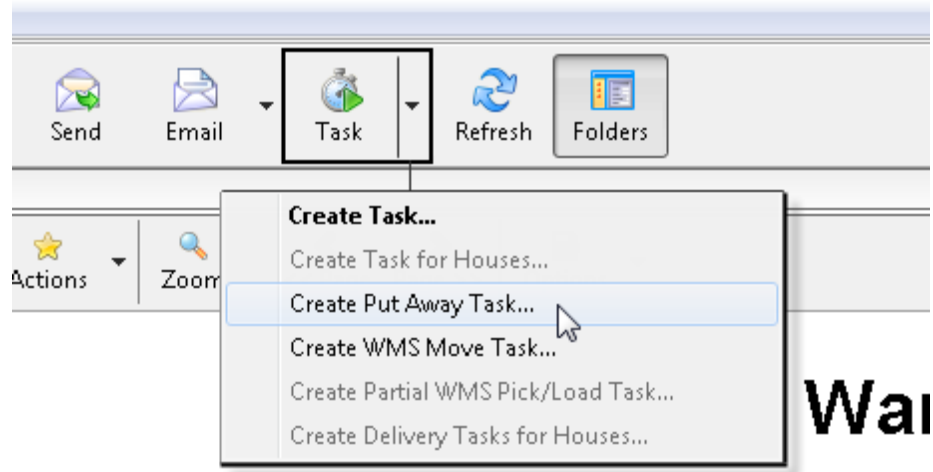 Send Email Task Refresh Folders
Create Task...
Actions Zoom Create Task for Houses...
Create Put Away Task...
Create WMS Move Task...
Create Partial WMS Pick/Load Task...
Create Delivery Tasks for Houses...
War